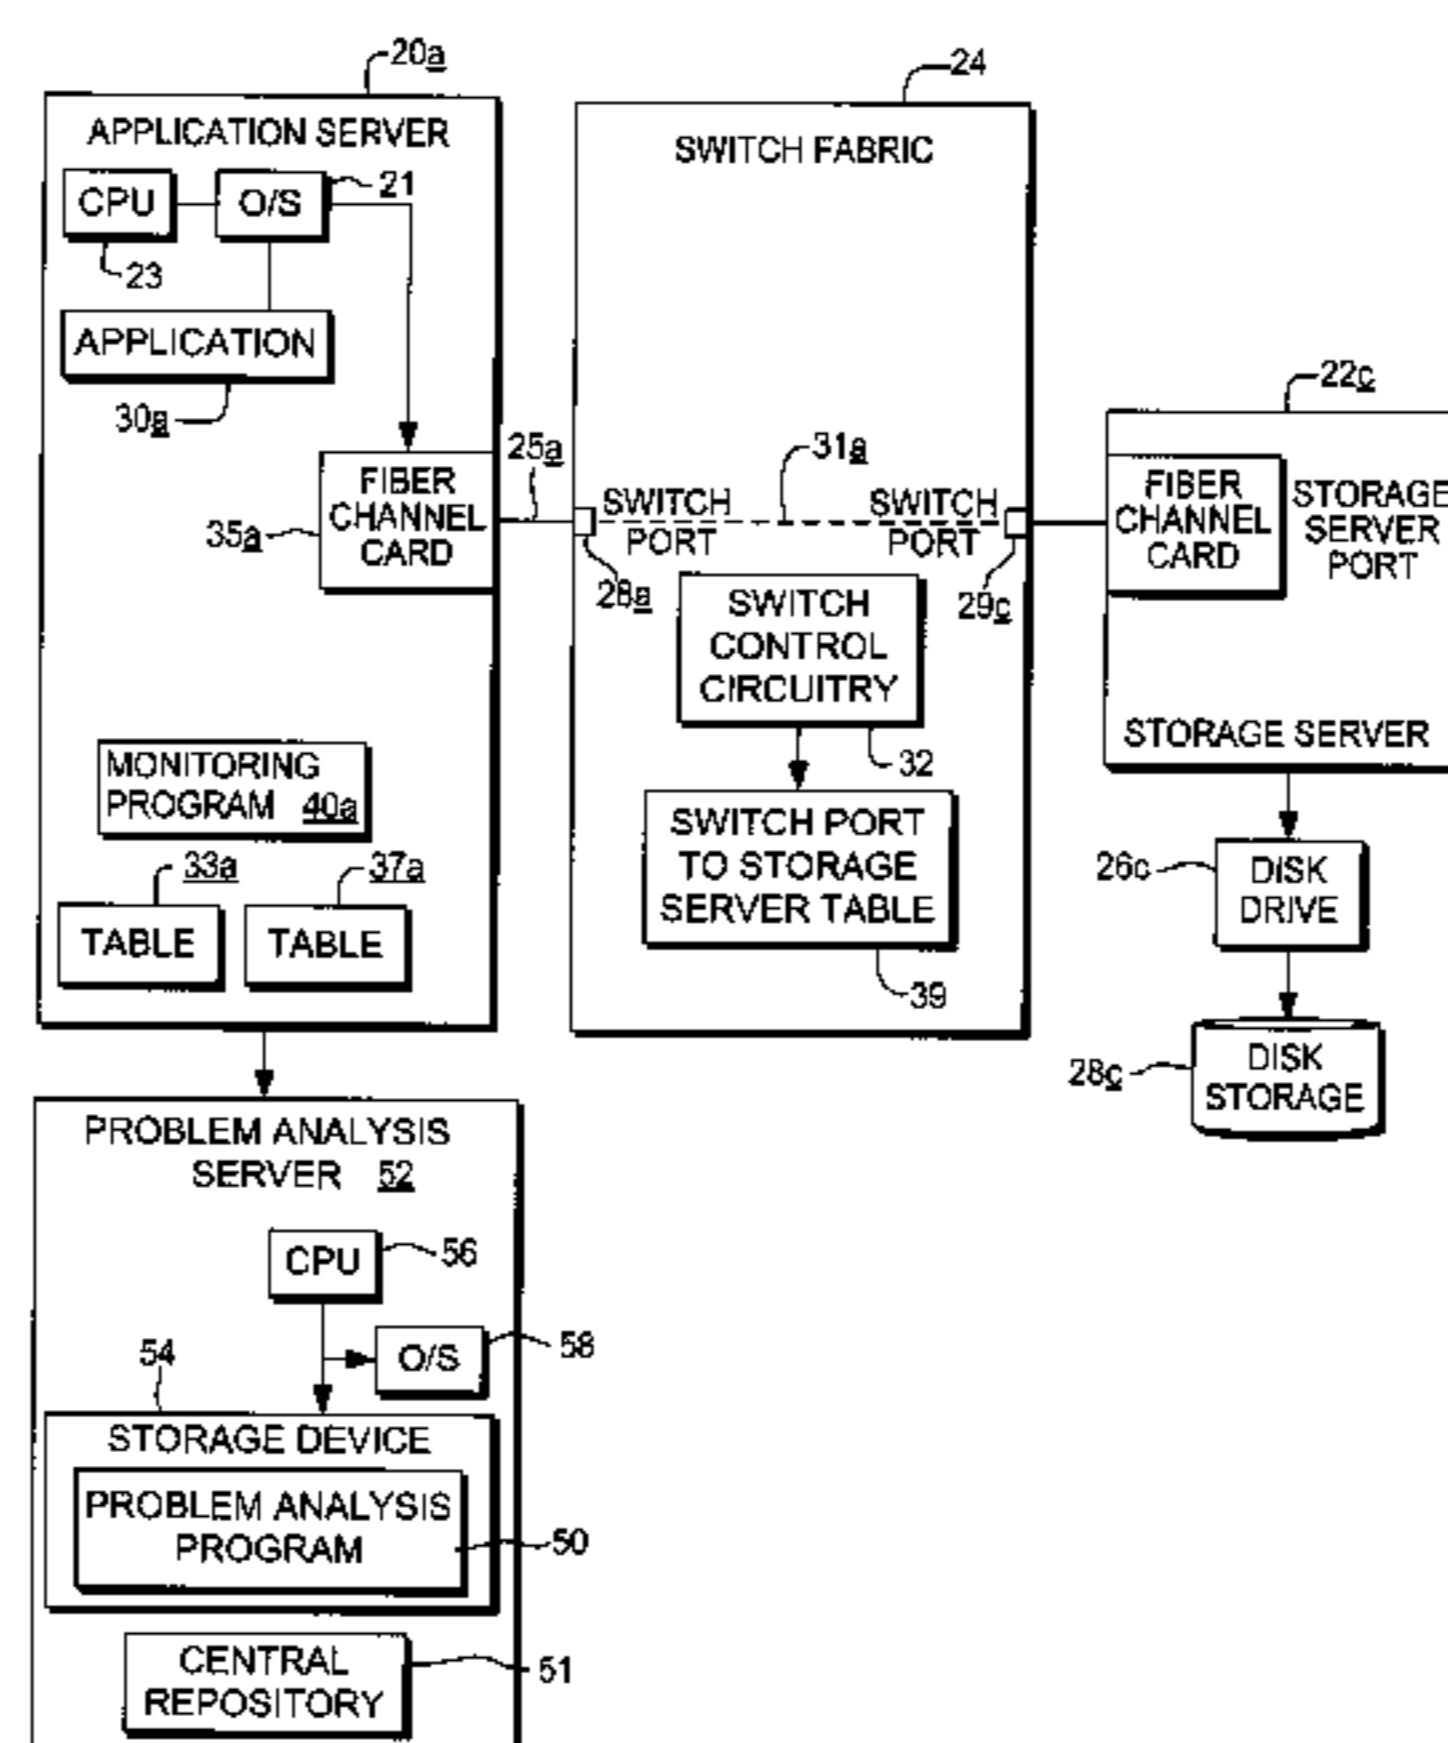 20a
APPLICATION SERVER
CPU
O/S
21
23
APPLICATION
30a
FIBER
CHANNEL
CARD
35a
25a
MONITORING
PROGRAM 40a
33a
37a
TABLE
TABLE
24
SWITCH FABRIC
31a
SWITCH
PORT
SWITCH
PORT
28a
29c
SWITCH
CONTROL
CIRCUITRY
32
SWITCH PORT
TO STORAGE
SERVER TABLE
39
22c
FIBER
CHANNEL
CARD
STORAGE
SERVER
PORT
STORAGE SERVER
26c
DISK
DRIVE
28c
DISK
STORAGE
PROBLEM ANALYSIS
SERVER 52
CPU
56
O/S
58
54
STORAGE DEVICE
PROBLEM ANALYSIS
PROGRAM
50
CENTRAL
REPOSITORY
51